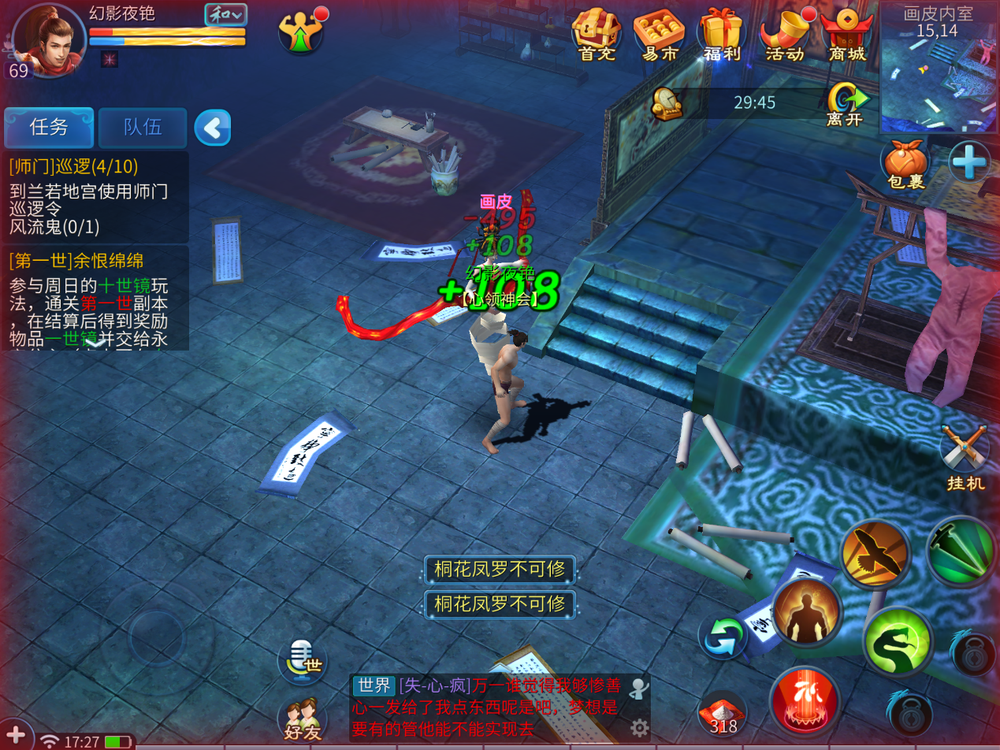 幻影夜铯
和
69
首充
易市
福利
活动
商城
画皮内室
15,14
29:45
离开
任务
队伍
包裹
[师门]巡逻(4/10)
到兰若地宫使用师门
巡逻令
风流鬼(0/1)
[第一世]余恨绵绵
参与周日的十世镜玩
法，通关第一世副本
，在结算后得到奖励
物品一世镜并交给永
画皮
-495
+108
幻影夜铯
+108
【心领神会】
挂机
桐花凤罗不可修
桐花凤罗不可修
世
好友
世界 [失-心-疯]万一谁觉得我够惨善
心一发给了我点东西呢是吧，梦想是
要有的管他能不能实现去
318
17:27